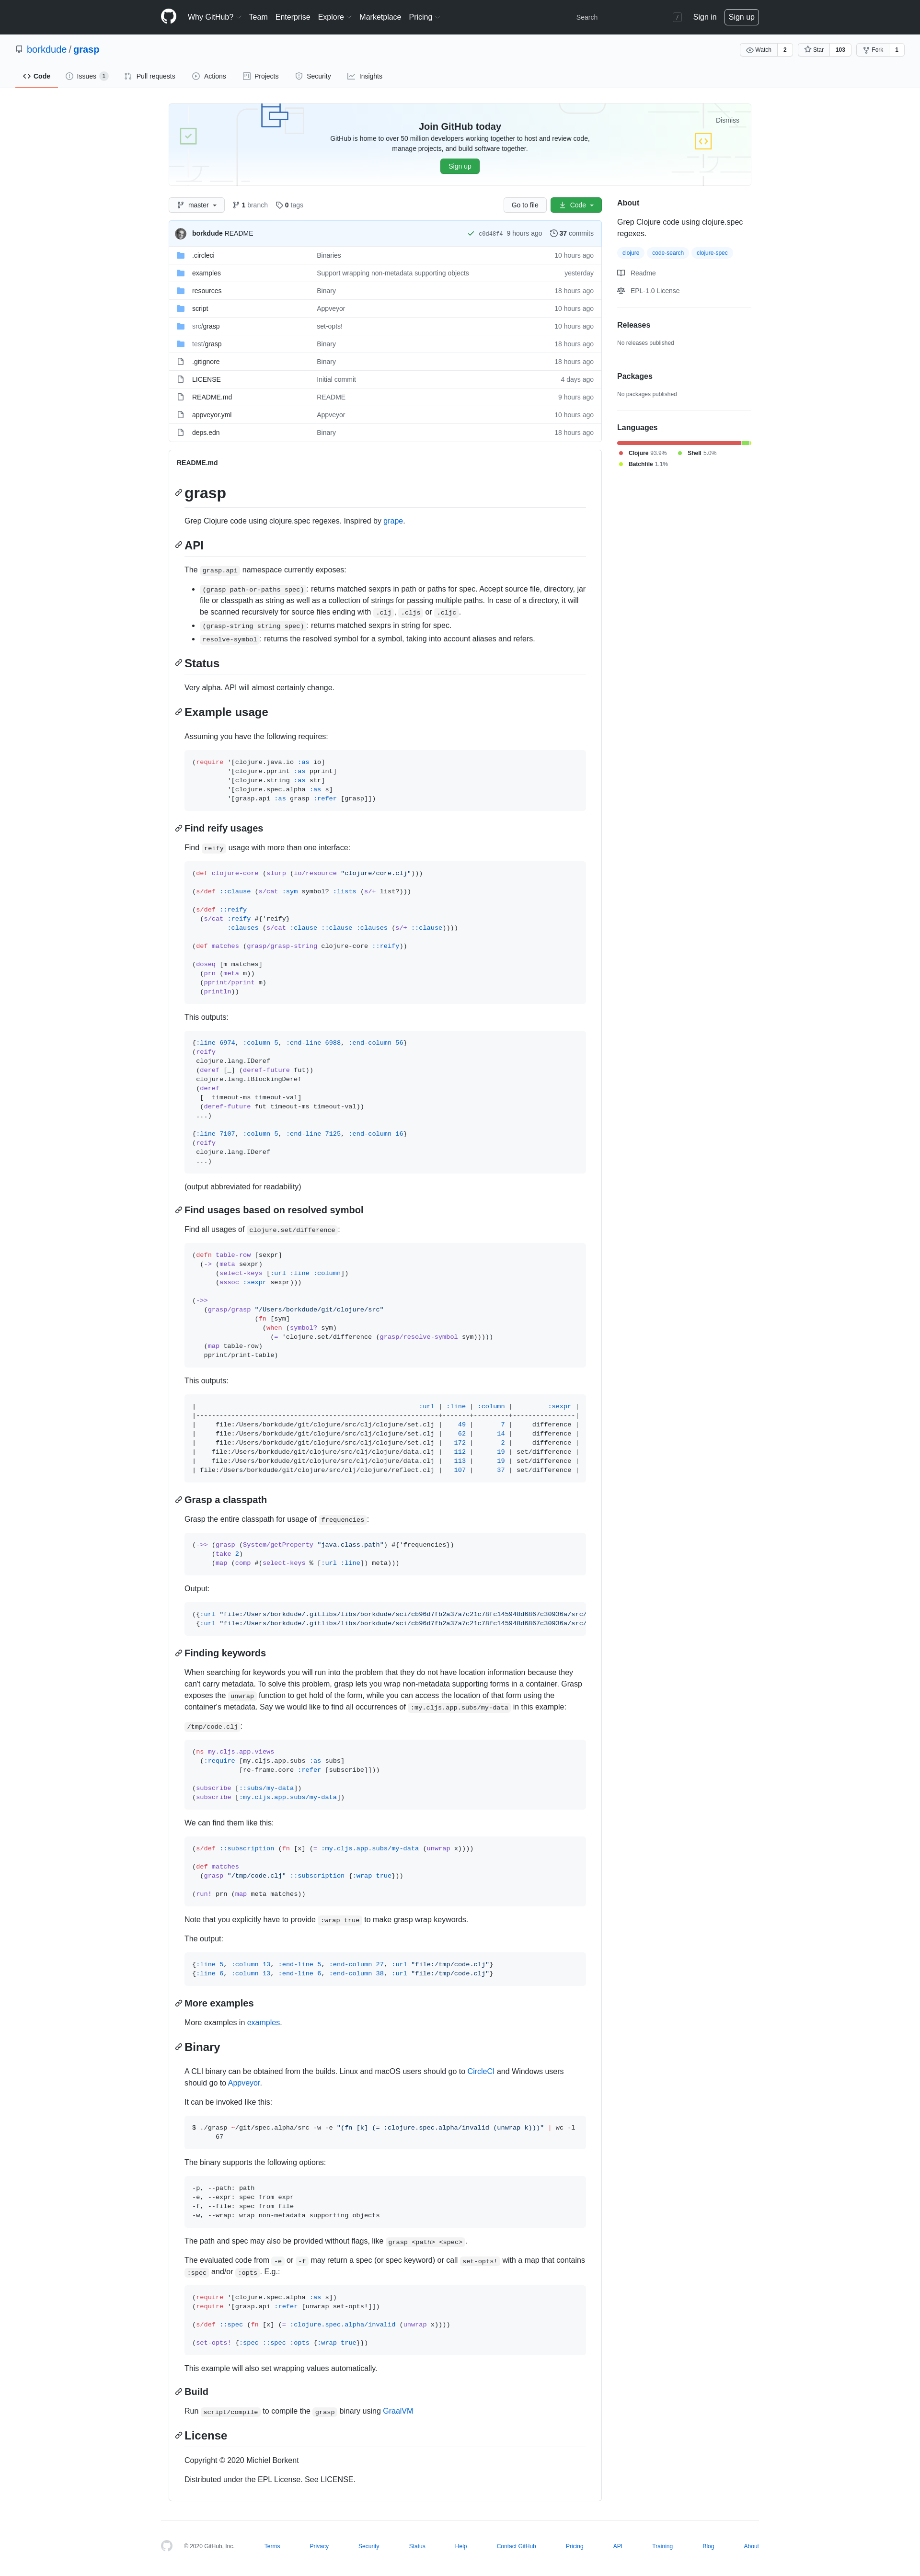 Why GitHub? Team Enterprise Explore Marketplace Pricing Search / Sign in Sign up
borkdude / grasp
Watch 2 Star 103 Fork 1
Code Issues 1 Pull requests Actions Projects Security Insights
Dismiss
Join GitHub today
GitHub is home to over 50 million developers working together to host and review code,
manage projects, and build software together.
Sign up
master 1 branch 0 tags Go to file Code
borkdude README c0d48f4 9 hours ago 37 commits
.circleci Binaries 10 hours ago
examples Support wrapping non-metadata supporting objects yesterday
resources Binary 18 hours ago
script Appveyor 10 hours ago
src/grasp set-opts! 10 hours ago
test/grasp Binary 18 hours ago
.gitignore Binary 18 hours ago
LICENSE Initial commit 4 days ago
README.md README 9 hours ago
appveyor.yml Appveyor 10 hours ago
deps.edn Binary 18 hours ago
About
Grep Clojure code using clojure.spec
regexes.
clojure code-search clojure-spec
Readme
EPL-1.0 License
Releases
No releases published
Packages
No packages published
Languages
Clojure 93.9% Shell 5.0%
Batchfile 1.1%
README.md
grasp
Grep Clojure code using clojure.spec regexes. Inspired by grape.
API
The grasp.api namespace currently exposes:
(grasp path-or-paths spec) : returns matched sexprs in path or paths for spec. Accept source file, directory, jar
file or classpath as string as well as a collection of strings for passing multiple paths. In case of a directory, it will
be scanned recursively for source files ending with .clj , .cljs or .cljc .
(grasp-string string spec) : returns matched sexprs in string for spec.
resolve-symbol : returns the resolved symbol for a symbol, taking into account aliases and refers.
Status
Very alpha. API will almost certainly change.
Example usage
Assuming you have the following requires:
(require '[clojure.java.io :as io]
'[clojure.pprint :as pprint]
'[clojure.string :as str]
'[clojure.spec.alpha :as s]
'[grasp.api :as grasp :refer [grasp]])
Find reify usages
Find reify usage with more than one interface:
(def clojure-core (slurp (io/resource "clojure/core.clj")))
(s/def ::clause (s/cat :sym symbol? :lists (s/+ list?)))
(s/def ::reify
(s/cat :reify #{'reify}
:clauses (s/cat :clause ::clause :clauses (s/+ ::clause))))
(def matches (grasp/grasp-string clojure-core ::reify))
(doseq [m matches]
(prn (meta m))
(pprint/pprint m)
(println))
This outputs:
{:line 6974, :column 5, :end-line 6988, :end-column 56}
(reify
clojure.lang.IDeref
(deref [_] (deref-future fut))
clojure.lang.IBlockingDeref
(deref
[_ timeout-ms timeout-val]
(deref-future fut timeout-ms timeout-val))
...)
{:line 7107, :column 5, :end-line 7125, :end-column 16}
(reify
clojure.lang.IDeref
...)
(output abbreviated for readability)
Find usages based on resolved symbol
Find all usages of clojure.set/difference :
(defn table-row [sexpr]
(-> (meta sexpr)
(select-keys [:url :line :column])
(assoc :sexpr sexpr)))
(->>
(grasp/grasp "/Users/borkdude/git/clojure/src"
(fn [sym]
(when (symbol? sym)
(= 'clojure.set/difference (grasp/resolve-symbol sym)))))
(map table-row)
pprint/print-table)
This outputs:
| :url | :line | :column | :sexpr |
|--------------------------------------------------------------+-------+---------+----------------|
| file:/Users/borkdude/git/clojure/src/clj/clojure/set.clj | 49 | 7 | difference |
| file:/Users/borkdude/git/clojure/src/clj/clojure/set.clj | 62 | 14 | difference |
| file:/Users/borkdude/git/clojure/src/clj/clojure/set.clj | 172 | 2 | difference |
| file:/Users/borkdude/git/clojure/src/clj/clojure/data.clj | 112 | 19 | set/difference |
| file:/Users/borkdude/git/clojure/src/clj/clojure/data.clj | 113 | 19 | set/difference |
| file:/Users/borkdude/git/clojure/src/clj/clojure/reflect.clj | 107 | 37 | set/difference |
Grasp a classpath
Grasp the entire classpath for usage of frequencies :
(->> (grasp (System/getProperty "java.class.path") #{'frequencies})
(take 2)
(map (comp #(select-keys % [:url :line]) meta)))
Output:
({:url "file:/Users/borkdude/.gitlibs/libs/borkdude/sci/cb96d7fb2a37a7c21c78fc145948d6867c30936a/src/
{:url "file:/Users/borkdude/.gitlibs/libs/borkdude/sci/cb96d7fb2a37a7c21c78fc145948d6867c30936a/src/
Finding keywords
When searching for keywords you will run into the problem that they do not have location information because they
can't carry metadata. To solve this problem, grasp lets you wrap non-metadata supporting forms in a container. Grasp
exposes the unwrap function to get hold of the form, while you can access the location of that form using the
container's metadata. Say we would like to find all occurrences of :my.cljs.app.subs/my-data in this example:
/tmp/code.clj :
(ns my.cljs.app.views
(:require [my.cljs.app.subs :as subs]
[re-frame.core :refer [subscribe]]))
(subscribe [::subs/my-data])
(subscribe [:my.cljs.app.subs/my-data])
We can find them like this:
(s/def ::subscription (fn [x] (= :my.cljs.app.subs/my-data (unwrap x))))
(def matches
(grasp "/tmp/code.clj" ::subscription {:wrap true}))
(run! prn (map meta matches))
Note that you explicitly have to provide :wrap true to make grasp wrap keywords.
The output:
{:line 5, :column 13, :end-line 5, :end-column 27, :url "file:/tmp/code.clj"}
{:line 6, :column 13, :end-line 6, :end-column 38, :url "file:/tmp/code.clj"}
More examples
More examples in examples.
Binary
A CLI binary can be obtained from the builds. Linux and macOS users should go to CircleCI and Windows users
should go to Appveyor.
It can be invoked like this:
$ ./grasp ~/git/spec.alpha/src -w -e "(fn [k] (= :clojure.spec.alpha/invalid (unwrap k)))" | wc -l
67
The binary supports the following options:
-p, --path: path
-e, --expr: spec from expr
-f, --file: spec from file
-w, --wrap: wrap non-metadata supporting objects
The path and spec may also be provided without flags, like grasp <path> <spec> .
The evaluated code from -e or -f may return a spec (or spec keyword) or call set-opts! with a map that contains
:spec and/or :opts . E.g.:
(require '[clojure.spec.alpha :as s])
(require '[grasp.api :refer [unwrap set-opts!]])
(s/def ::spec (fn [x] (= :clojure.spec.alpha/invalid (unwrap x))))
(set-opts! {:spec ::spec :opts {:wrap true}})
This example will also set wrapping values automatically.
Build
Run script/compile to compile the grasp binary using GraalVM
License
Copyright © 2020 Michiel Borkent
Distributed under the EPL License. See LICENSE.
© 2020 GitHub, Inc. Terms Privacy Security Status Help Contact GitHub Pricing API Training Blog About